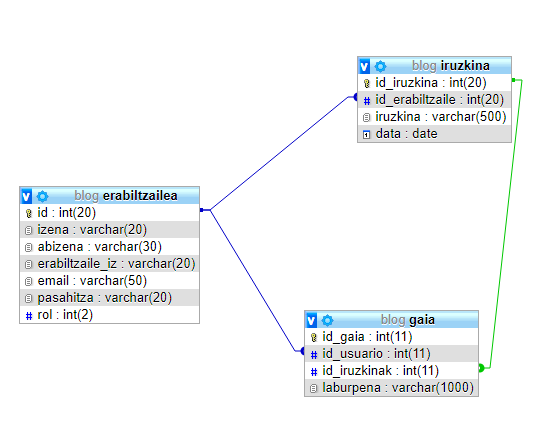 blog iruzkina
id_iruzkina : int(20)
id_erabiltzaile : int(20)
iruzkina : varchar(500)
data : date
blog erabiltzailea
id : int(20)
izena : varchar(20)
abizena : varchar(30)
erabiltzaile_iz : varchar(20)
email : varchar(50)
pasahitza : varchar(20)
rol : int(2)
blog gaia
id_gaia : int(11)
id_usuario : int(11)
id_iruzkinak : int(11)
laburpena : varchar(1000)